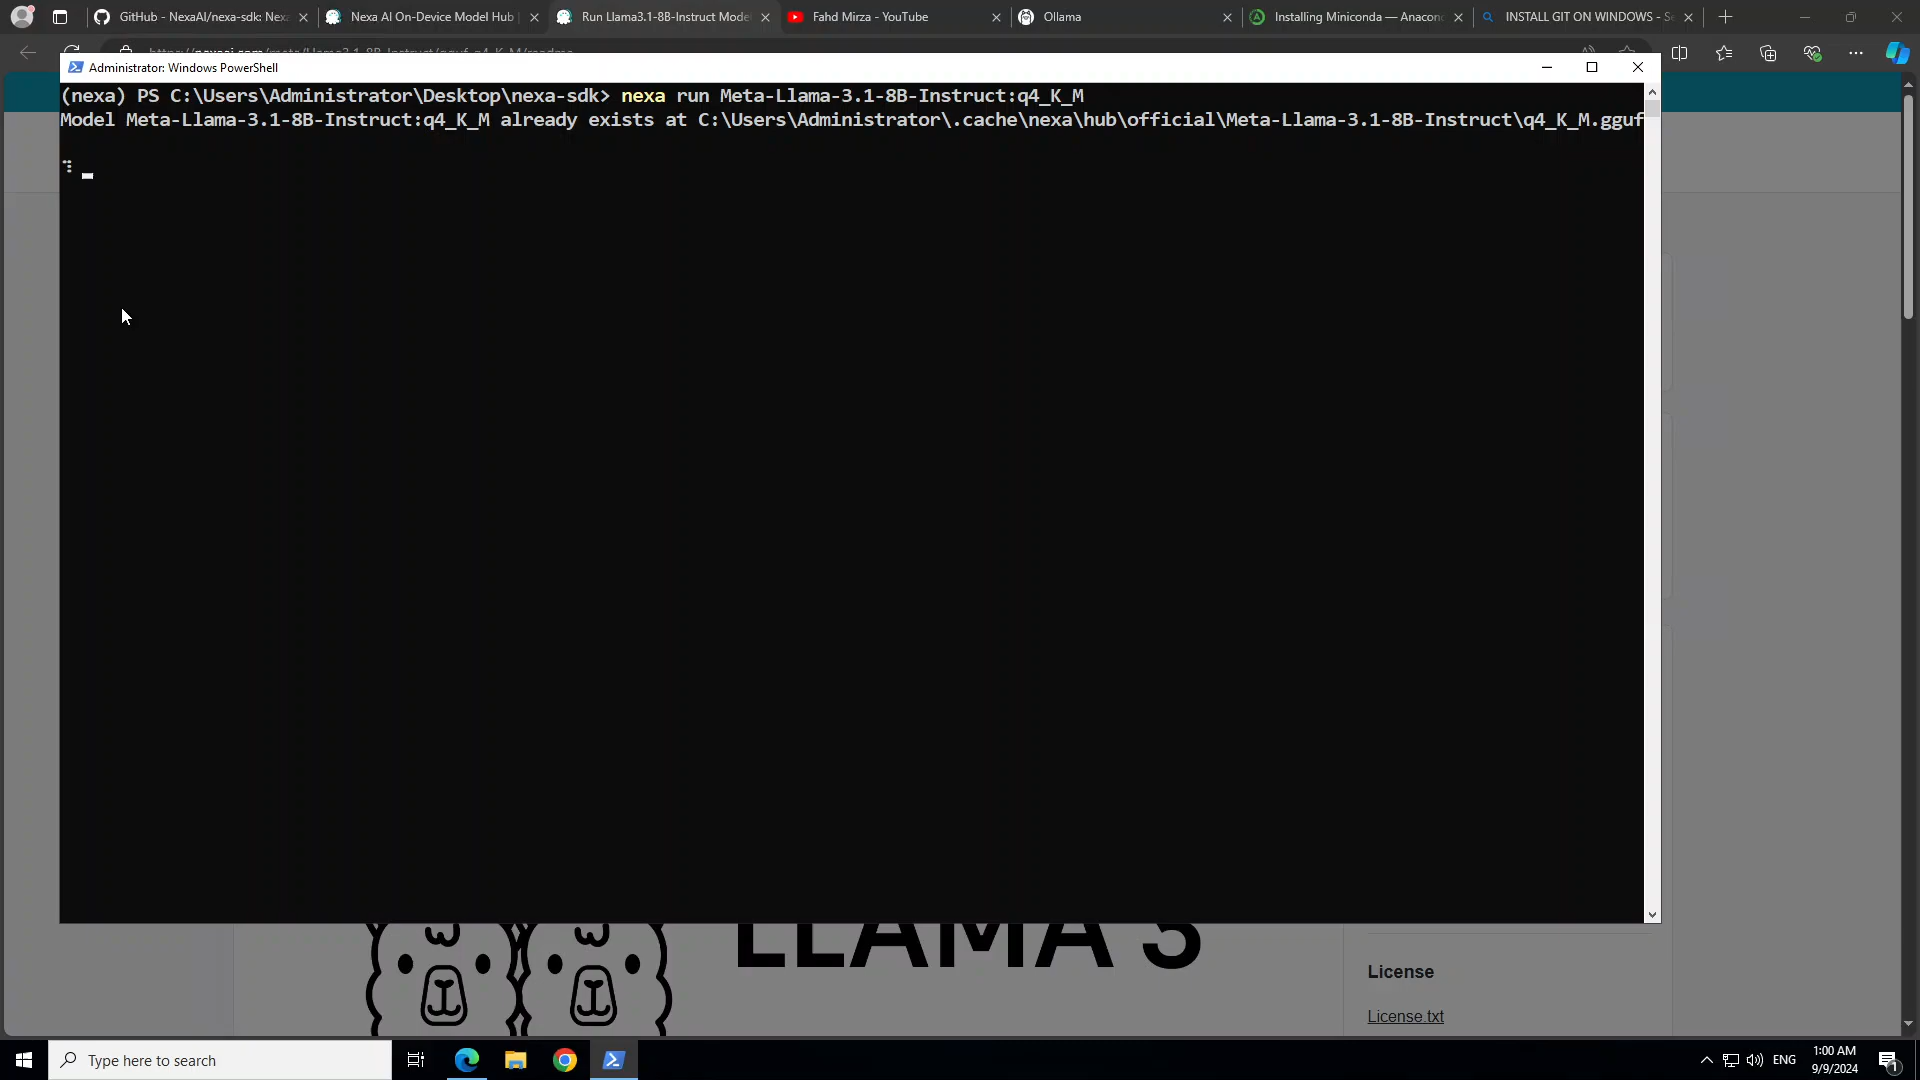 GitHub - NexaAI/nexa-sdk: Nexa
Nexa AI On-Device Model Hub
Run Llama3.1-8B-Instruct Model
Fahd Mirza - YouTube
Ollama
Installing Miniconda — Anacon
INSTALL GIT ON WINDOWS - Se
Administrator: Windows PowerShell
(nexa) PS C:\Users\Administrator\Desktop\nexa-sdk> nexa run Meta-Llama-3.1-8B-Instruct:q4_K_M
Model Meta-Llama-3.1-8B-Instruct:q4_K_M already exists at C:\Users\Administrator\.cache\nexa\hub\official\Meta-Llama-3.1-8B-Instruct\q4_K_M.gguf
LLAMA 3
License
License.txt
Type here to search
ENG
1:00 AM
9/9/2024
1